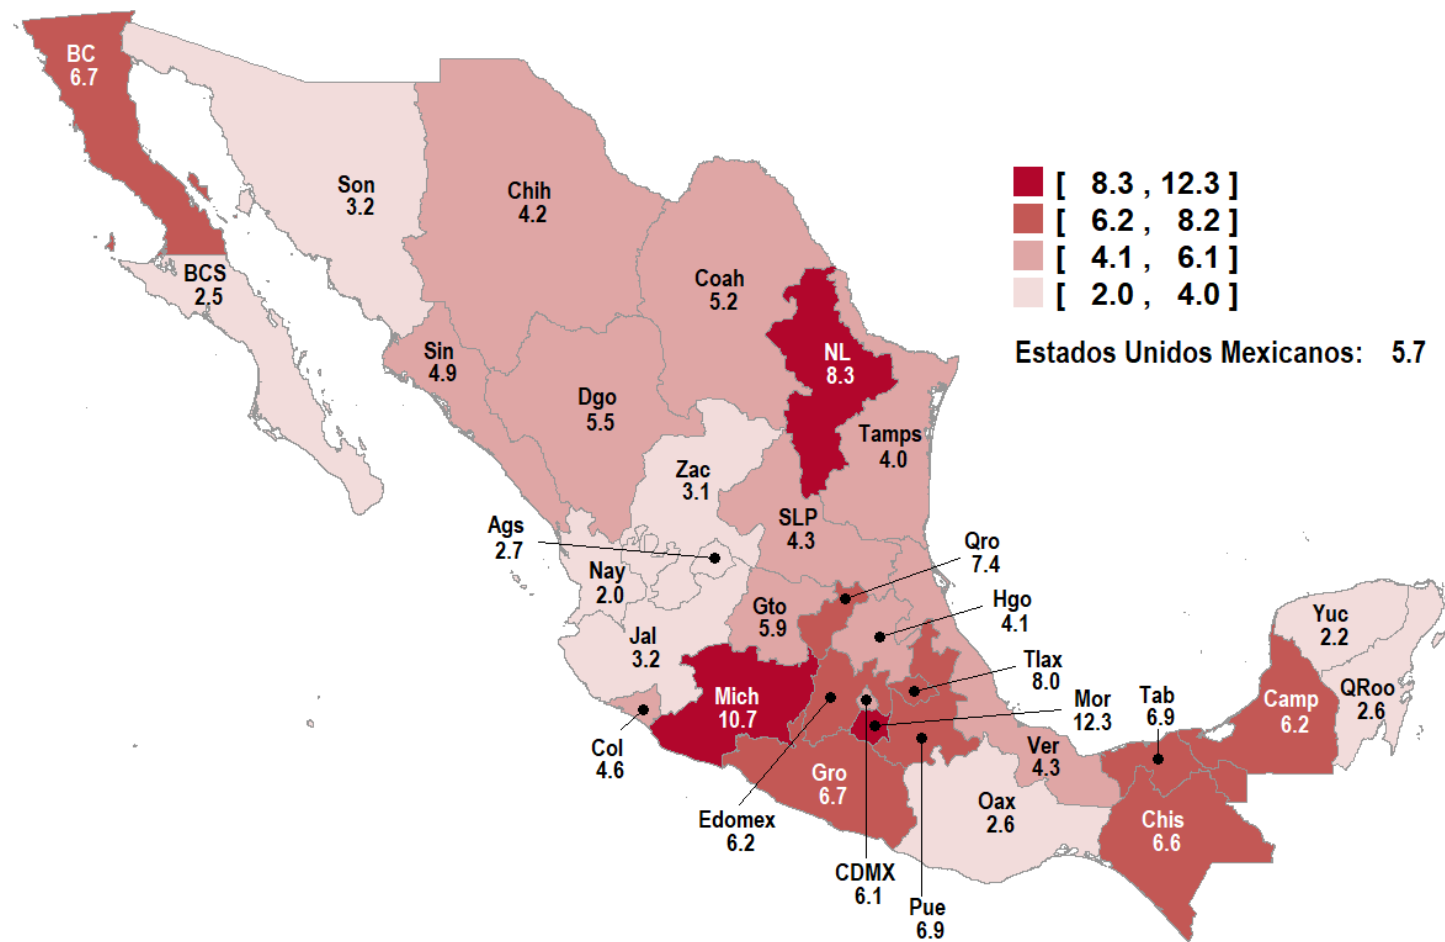 BC
6.7
Son
3.2
Chih
4.2
[ 8.3 , 12.3 ]
[ 6.2 , 8.2 ]
[ 4.1 , 6.1 ]
[ 2.0 , 4.0 ]
Estados Unidos Mexicanos: 5.7
BCS
2.5
Coah
5.2
Sin
4.9
NL
8.3
Dgo
5.5
Tamps
4.0
Zac
3.1
Ags
2.7
SLP
4.3
Qro
7.4
Nay
2.0
Gto
5.9
Hgo
4.1
Yuc
2.2
Jal
3.2
Tlax
8.0
Mich
10.7
Mor
12.3
Tab
6.9
Camp
6.2
QRoo
2.6
Col
4.6
Ver
4.3
Gro
6.7
Oax
2.6
Edomex
6.2
Chis
6.6
CDMX
6.1
Pue
6.9